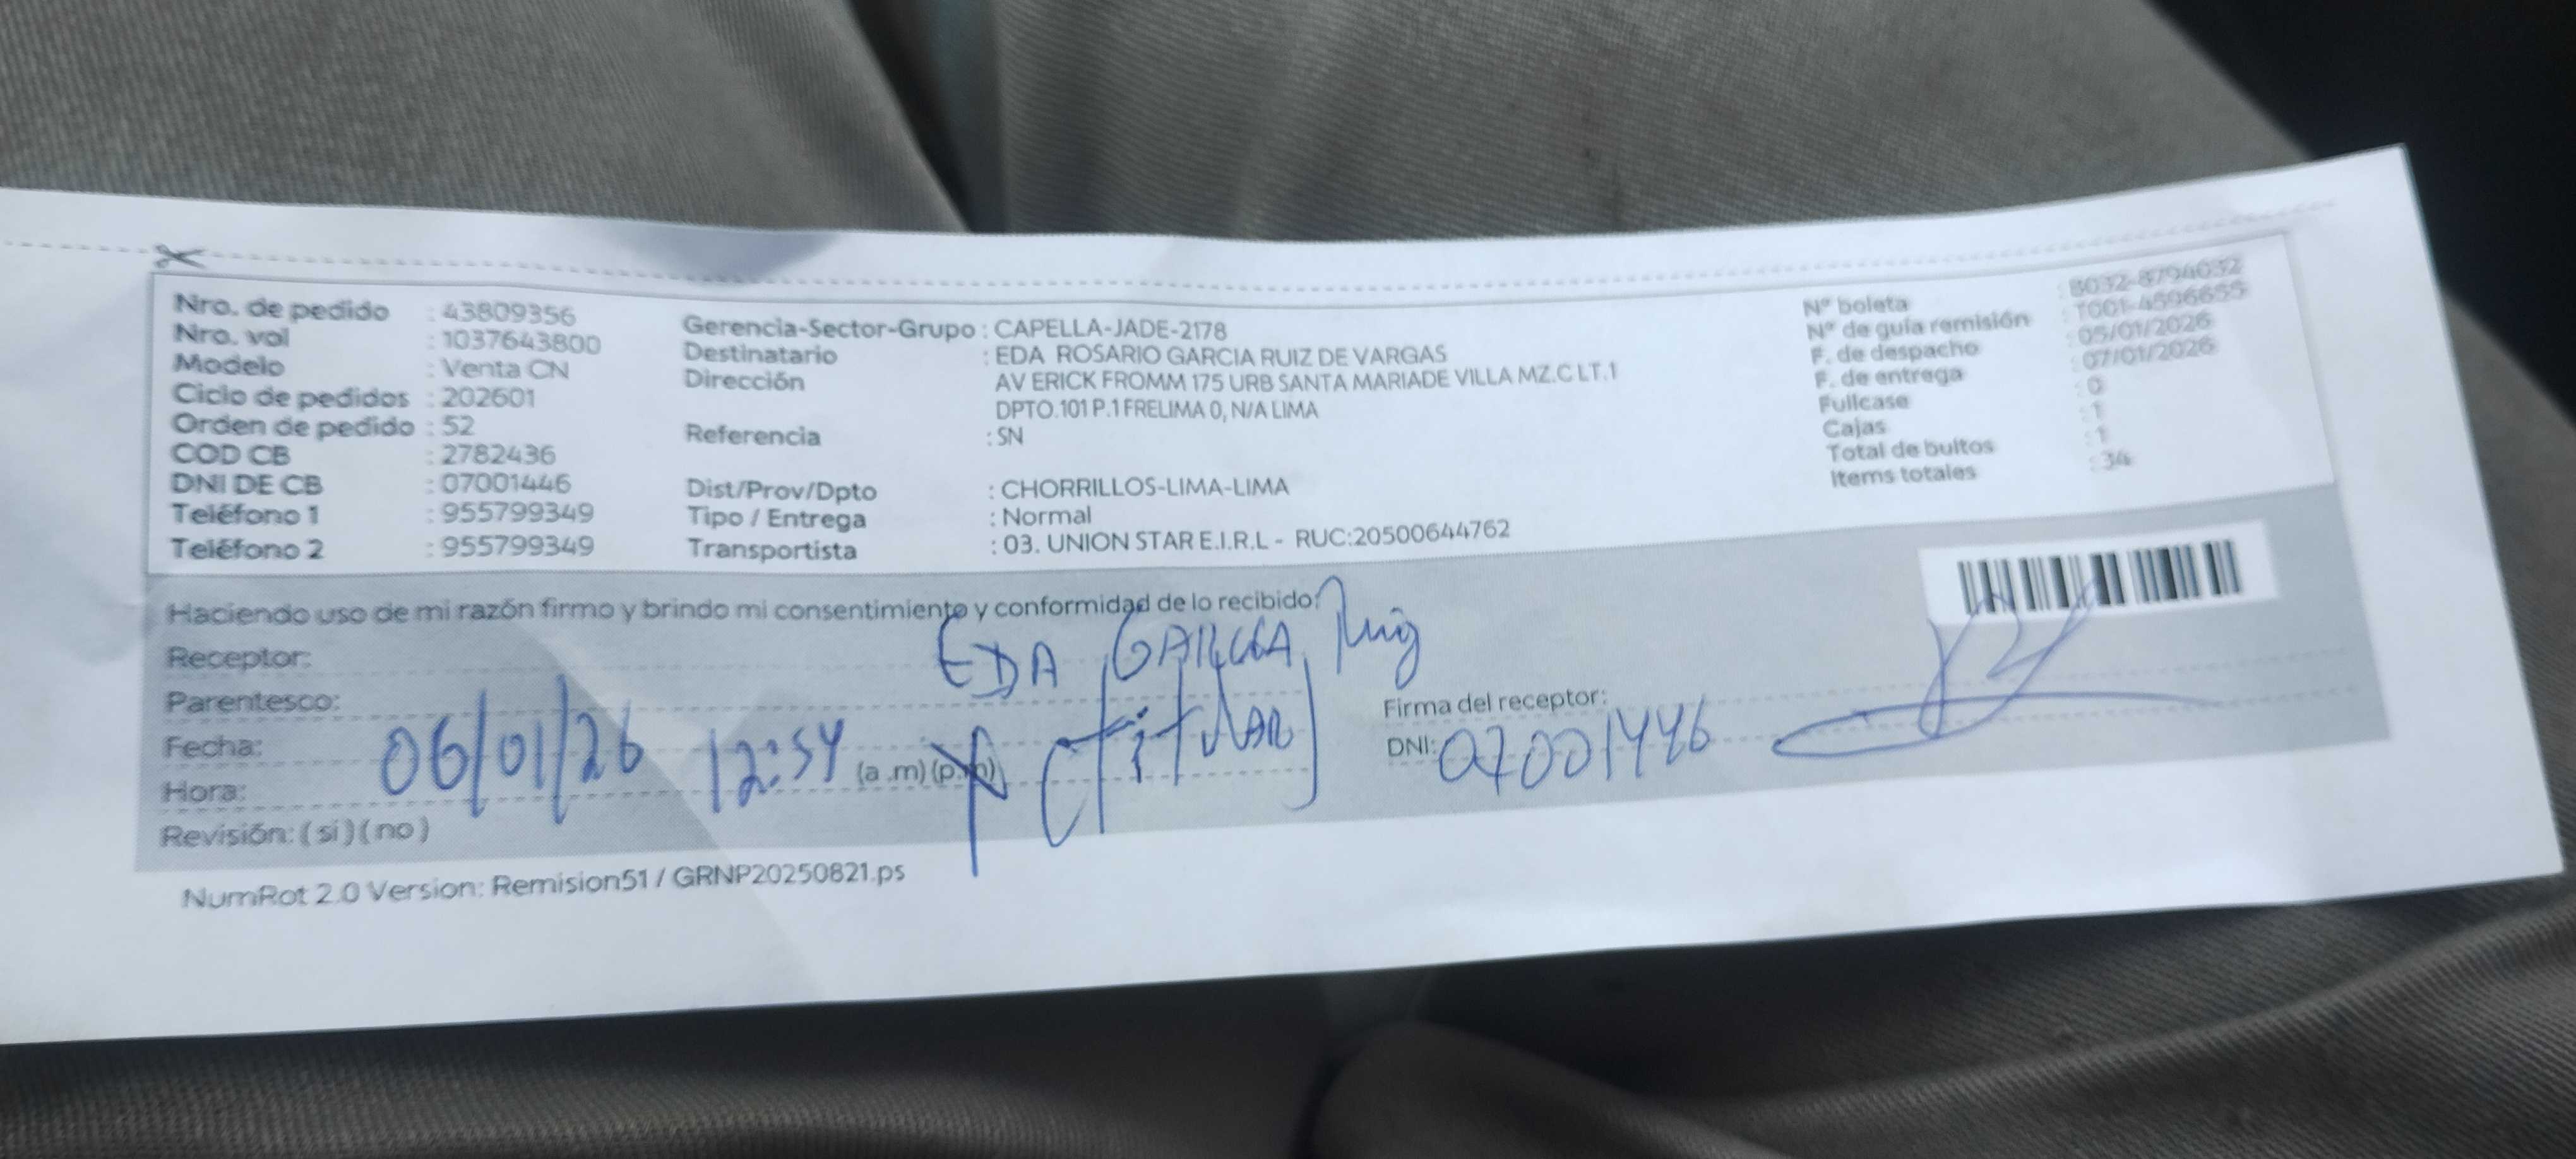 Nro. de pedido : 43809356
Nro. vol : 1037643800
Modelo : Venta CN
Ciclo de pedidos : 202601
Orden de pedido : 52
COD CB : 2782436
DNI DE CB : 07001446
Teléfono 1 : 955799349
Teléfono 2 : 955799349
Gerencia-Sector-Grupo : CAPELLA-JADE-2178
Destinatario : EDA ROSARIO GARCIA RUIZ DE VARGAS
Dirección AV ERICK FROMM 175 URB SANTA MARIADE VILLA MZ.C LT.1
DPTO.101 P.1 FRELIMA 0, N/A LIMA
Referencia : SN
Dist/Prov/Dpto : CHORRILLOS-LIMA-LIMA
Tipo / Entrega : Normal
Transportista : 03. UNION STAR E.I.R.L - RUC:20500644762
N° boleta : B032-8794032
N° de guía remisión : T001-4596655
F. de despacho : 05/01/2026
F. de entrega : 07/01/2026
Fullcase : 0
Cajas : 1
Total de bultos : 1
Items totales : 34
Haciendo uso de mi razón firmo y brindo mi consentimiento y conformidad de lo recibido:
Receptor: EDA GARCIA Ruiz
Parentesco: (titular)
Fecha: 06/01/26
Hora: 12:54 (a .m) (p.m)
Revisión: ( si ) ( no )
Firma del receptor:
DNI: 07001446
NumRot 2.0 Version: Remision51 / GRNP20250821.ps